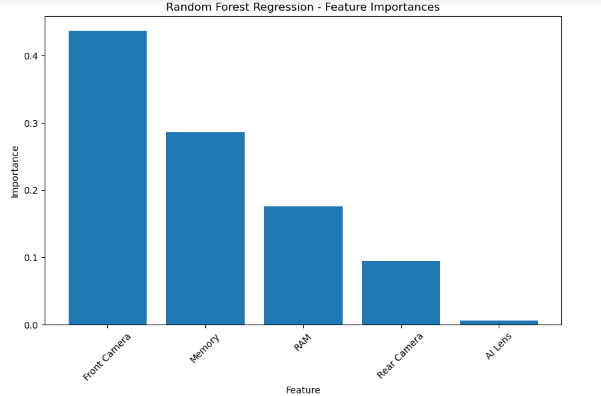 Random Forest Regression - Feature Importances
Importance
0.4
0.3
0.2
0.1
0.0
Front Camera
Memory
RAM
Rear Camera
AI Lens
Feature